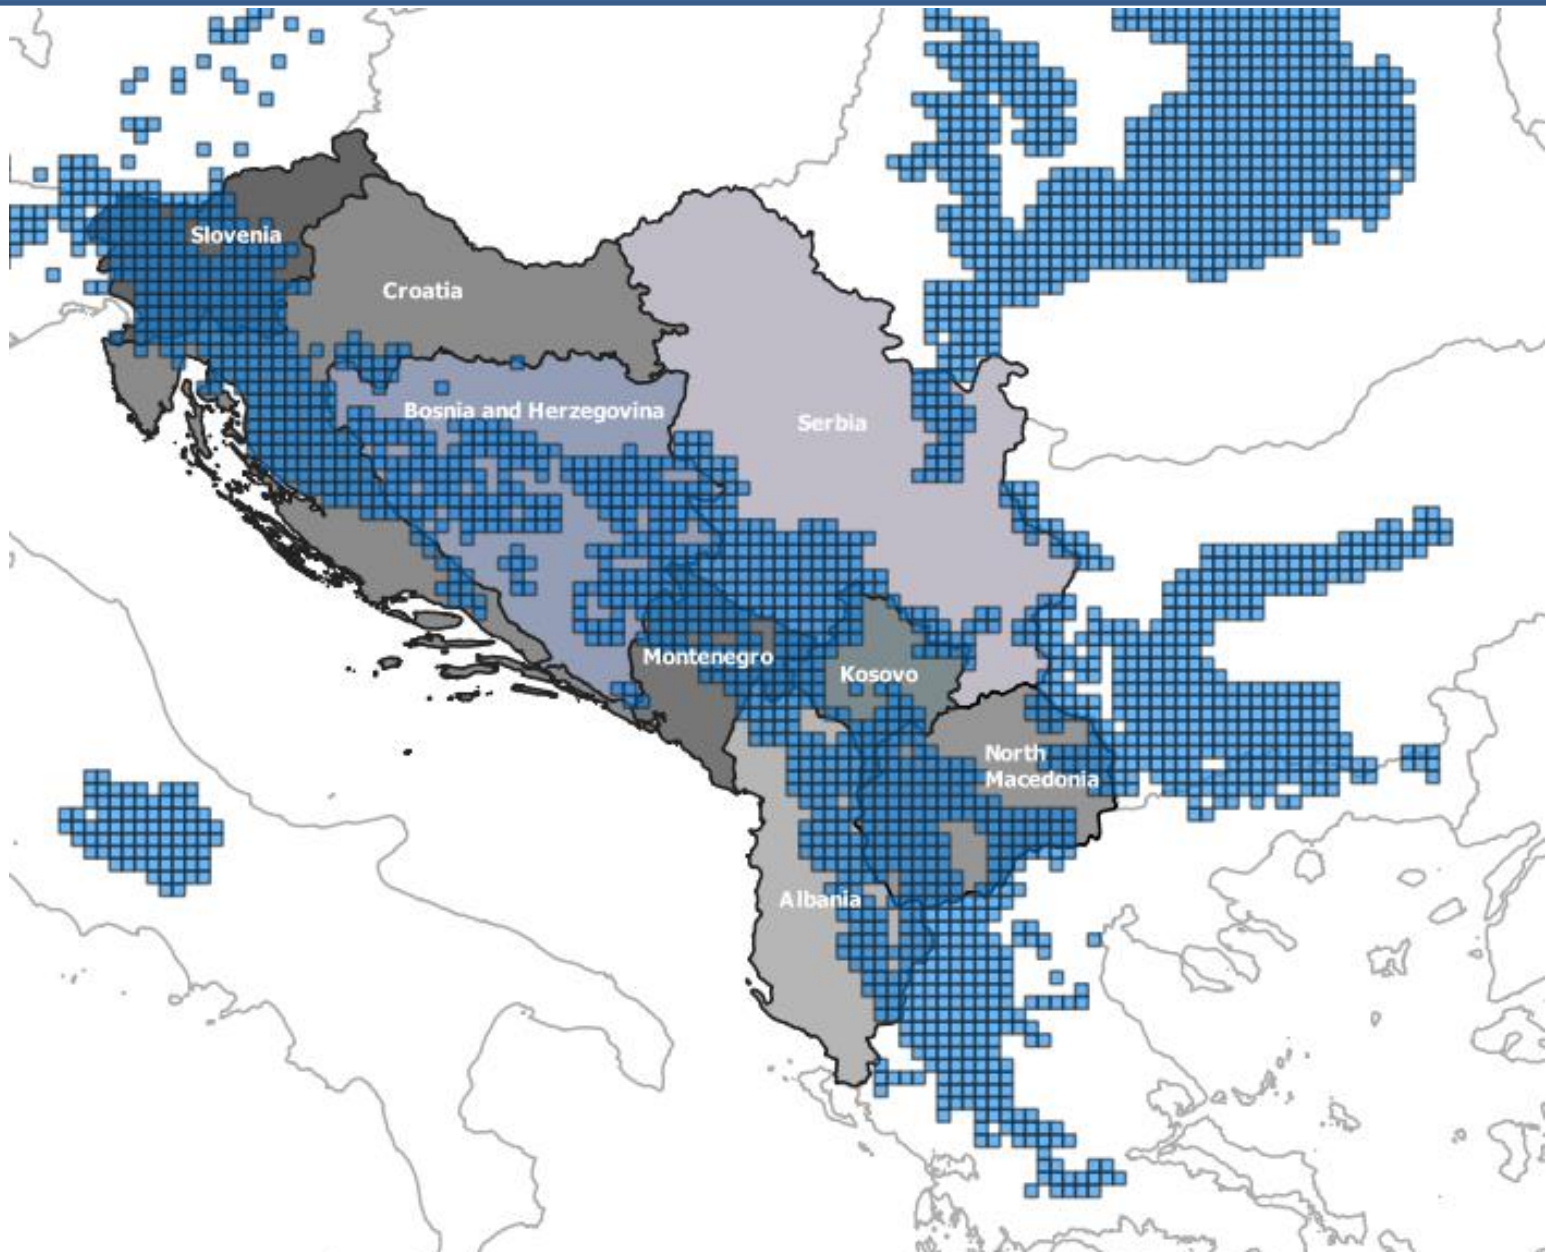 Slovenia
Croatia
Bosnia and Herzegovina
Serbia
Montenegro
Kosovo
North
Macedonia
Albania